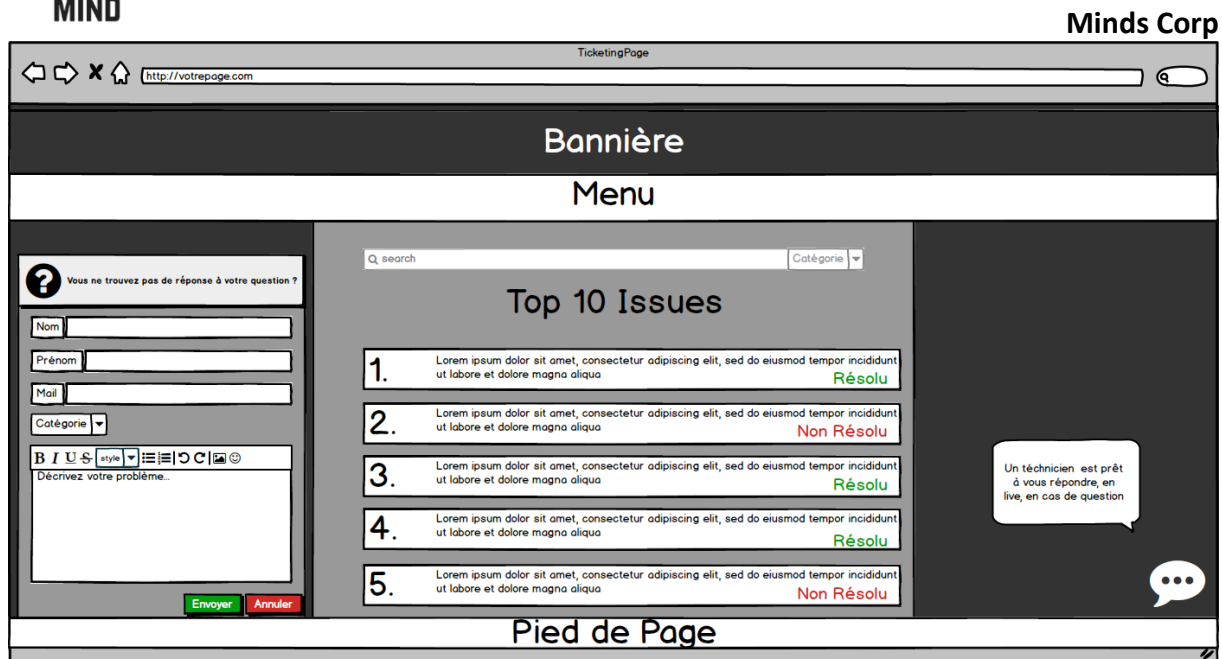 MIND
Minds Corp
TicketingPage
http://votrepage.com
Bannière
Menu
?
Vous ne trouvez pas de réponse à votre question ?
Nom
Prénom
Mail
Catégorie
B I U S style
Décrivez votre problème...
Envoyer Annuler
search
Catégorie
Top 10 Issues
1.
Lorem ipsum dolor sit amet, consectetur adipiscing elit, sed do eiusmod tempor incididunt
ut labore et dolore magna aliqua
Résolu
2.
Lorem ipsum dolor sit amet, consectetur adipiscing elit, sed do eiusmod tempor incididunt
ut labore et dolore magna aliqua
Non Résolu
3.
Lorem ipsum dolor sit amet, consectetur adipiscing elit, sed do eiusmod tempor incididunt
ut labore et dolore magna aliqua
Résolu
4.
Lorem ipsum dolor sit amet, consectetur adipiscing elit, sed do eiusmod tempor incididunt
ut labore et dolore magna aliqua
Résolu
5.
Lorem ipsum dolor sit amet, consectetur adipiscing elit, sed do eiusmod tempor incididunt
ut labore et dolore magna aliqua
Non Résolu
Un téchnicien est prêt
à vous répondre, en
live, en cas de question
Pied de Page